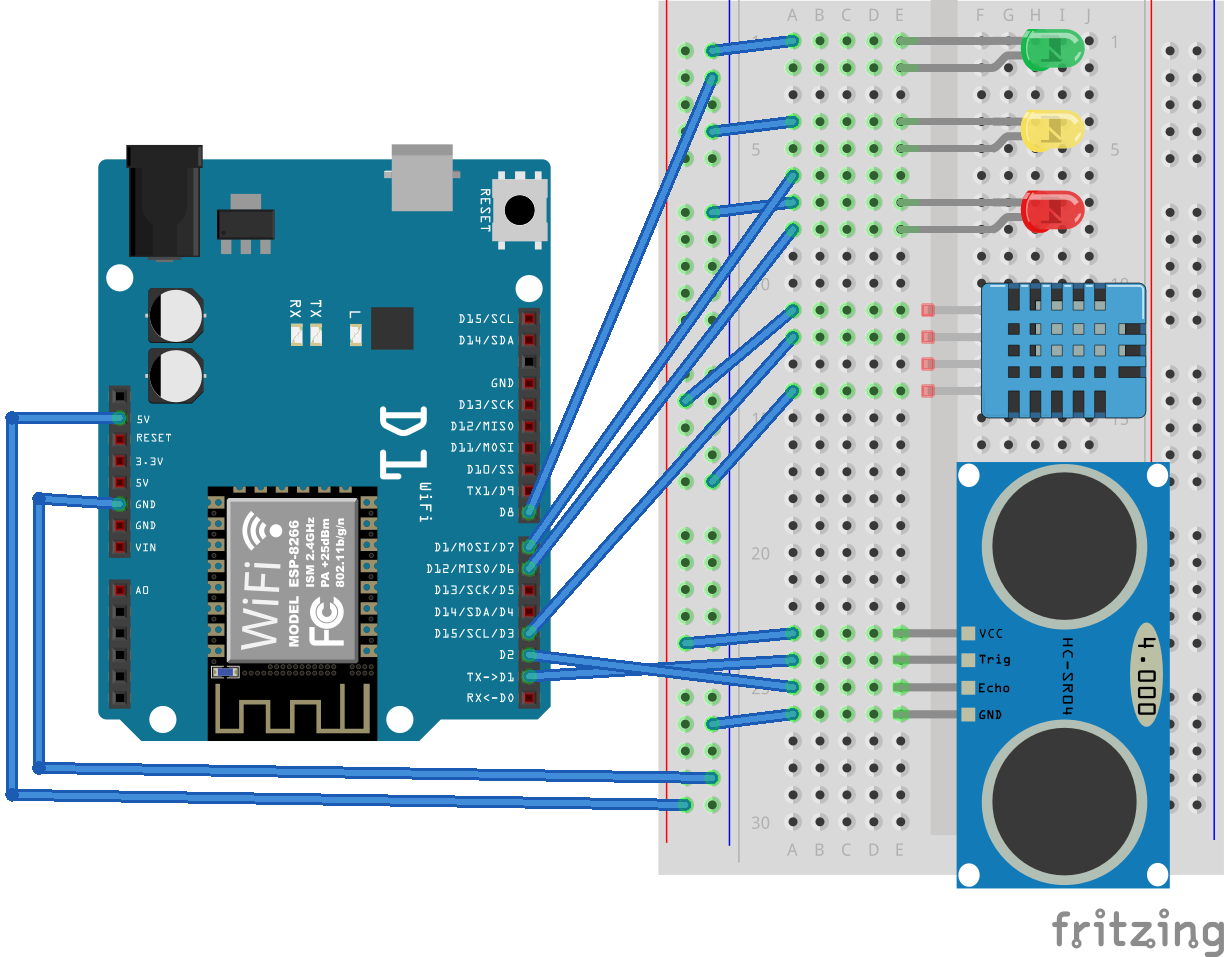 A B C D E F G H I J
1 1
5 5
10 10
15 15
20
25
30
A B C D E
RESET
RX TX L
D15/SCL
D14/SDA
GND
D13/SCK
D12/MISO
D11/MOSI
D10/SS
TX1/D9
D8
D1/MOSI/D7
D12/MISO/D6
D13/SCK/D5
D14/SDA/D4
D15/SCL/D3
D2
TX->D1
RX<-D0
5V
RESET
3.3V
5V
GND
GND
VIN
A0
D1
WiFi
WiFi
MODEL ESP-8266
ISM 2.4GHz
PA +25dBm
802.11b/g/n
FC
VCC
Trig
Echo
GND
HC-SR04
4.000
fritzing